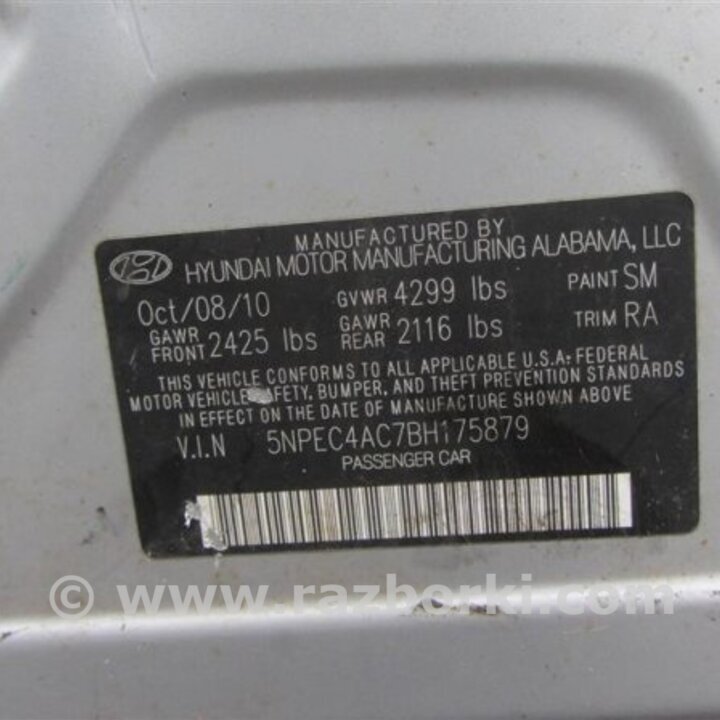 MANUFACTURED BY
HYUNDAI MOTOR MANUFACTURING ALABAMA, LLC
Oct/08/10 GVWR 4299 lbs PAINT SM
GAWR FRONT 2425 lbs GAWR REAR 2116 lbs TRIM RA
THIS VEHICLE CONFORMS TO ALL APPLICABLE U.S.A. FEDERAL
MOTOR VEHICLE SAFETY, BUMPER, AND THEFT PREVENTION STANDARDS
IN EFFECT ON THE DATE OF MANUFACTURE SHOWN ABOVE
V.I.N 5NPEC4AC7BH175879
PASSENGER CAR
© www.razborki.com